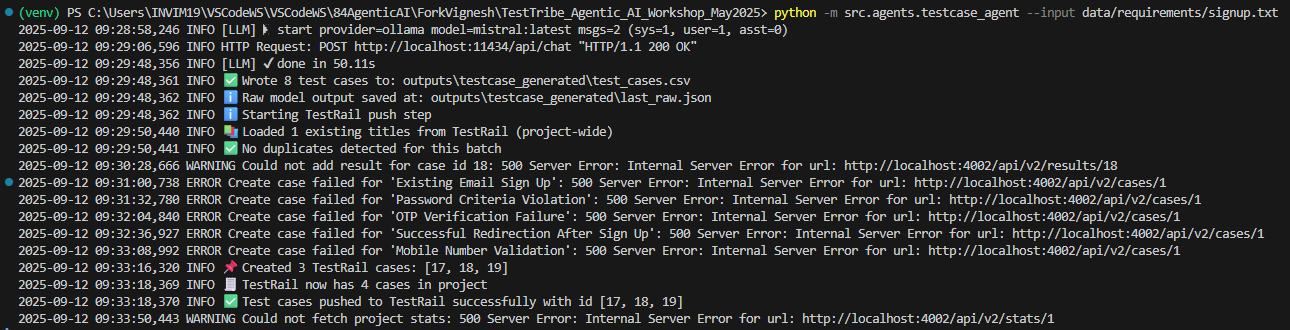 (venv) PS C:\Users\INVIM19\VSCodeWS\VSCodeWS\84AgenticAI\ForkVignesh\TestTribe_Agentic_AI_Workshop_May2025> python -m src.agents.testcase_agent --input data/requirements/signup.txt
2025-09-12 09:28:58,246 INFO [LLM] ▶ start provider=ollama model=mistral:latest msgs=2 (sys=1, user=1, asst=0)
2025-09-12 09:29:06,596 INFO HTTP Request: POST http://localhost:11434/api/chat "HTTP/1.1 200 OK"
2025-09-12 09:29:48,356 INFO [LLM] ✓ done in 50.11s
2025-09-12 09:29:48,361 INFO ✅ Wrote 8 test cases to: outputs\testcase_generated\test_cases.csv
2025-09-12 09:29:48,362 INFO ℹ️ Raw model output saved at: outputs\testcase_generated\last_raw.json
2025-09-12 09:29:48,362 INFO ℹ️ Starting TestRail push step
2025-09-12 09:29:50,440 INFO 📚 Loaded 1 existing titles from TestRail (project-wide)
2025-09-12 09:29:50,441 INFO ✅ No duplicates detected for this batch
2025-09-12 09:30:28,666 WARNING Could not add result for case id 18: 500 Server Error: Internal Server Error for url: http://localhost:4002/api/v2/results/18
2025-09-12 09:31:00,738 ERROR Create case failed for 'Existing Email Sign Up': 500 Server Error: Internal Server Error for url: http://localhost:4002/api/v2/cases/1
2025-09-12 09:31:32,780 ERROR Create case failed for 'Password Criteria Violation': 500 Server Error: Internal Server Error for url: http://localhost:4002/api/v2/cases/1
2025-09-12 09:32:04,840 ERROR Create case failed for 'OTP Verification Failure': 500 Server Error: Internal Server Error for url: http://localhost:4002/api/v2/cases/1
2025-09-12 09:32:36,927 ERROR Create case failed for 'Successful Redirection After Sign Up': 500 Server Error: Internal Server Error for url: http://localhost:4002/api/v2/cases/1
2025-09-12 09:33:08,992 ERROR Create case failed for 'Mobile Number Validation': 500 Server Error: Internal Server Error for url: http://localhost:4002/api/v2/cases/1
2025-09-12 09:33:16,320 INFO 📌 Created 3 TestRail cases: [17, 18, 19]
2025-09-12 09:33:18,369 INFO 🧾 TestRail now has 4 cases in project
2025-09-12 09:33:18,370 INFO ✅ Test cases pushed to TestRail successfully with id [17, 18, 19]
2025-09-12 09:33:50,443 WARNING Could not fetch project stats: 500 Server Error: Internal Server Error for url: http://localhost:4002/api/v2/stats/1